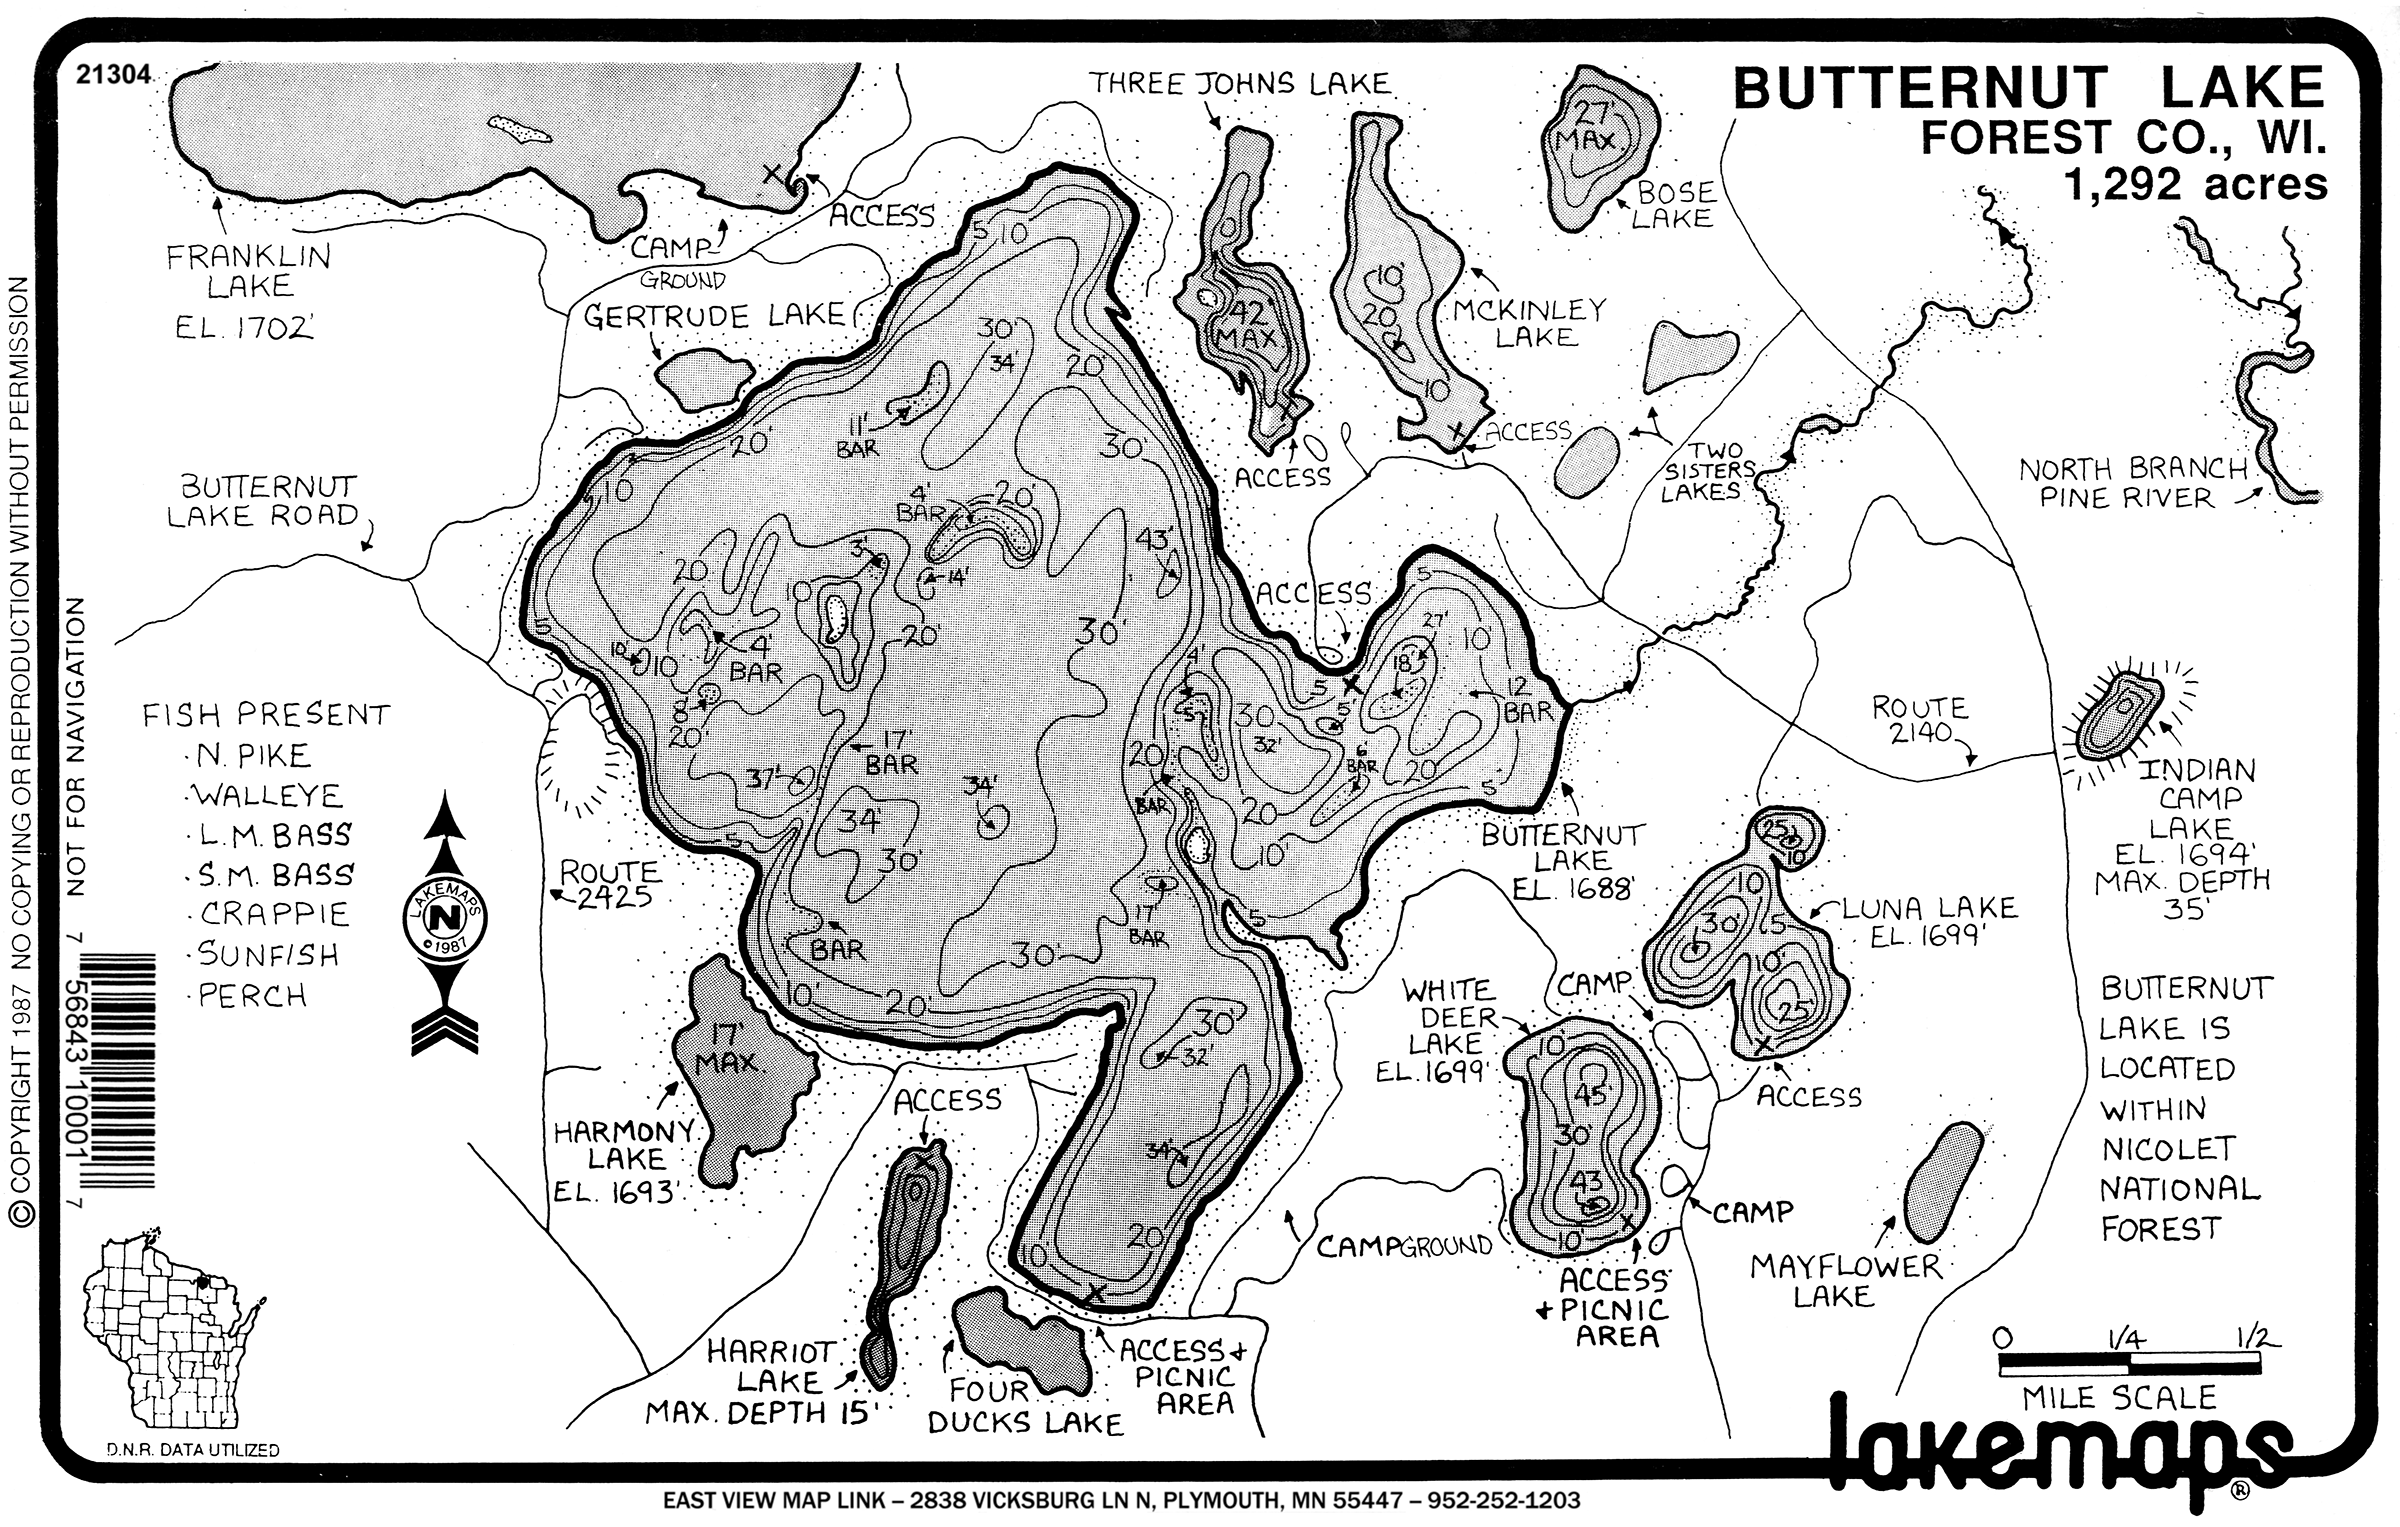 21304
BUTTERNUT LAKE
FOREST CO., WI.
1,292 acres
THREE JOHNS LAKE
27'
MAX.
BOSE
LAKE
ACCESS
CAMP
GROUND
FRANKLIN
LAKE
EL. 1702'
GERTRUDE LAKE
5
10'
30'
34'
20'
42'
MAX.
10'
20
10
MCKINLEY
LAKE
ACCESS
ACCESS
TWO
SISTERS
LAKES
NORTH BRANCH
PINE RIVER
BUTTERNUT
LAKE ROAD
11'
BAR
20'
30'
10
4'
BAR
20'
43'
14'
3'
20
10
20'
30'
5
10'
10
4'
BAR
8'
20'
17'
BAR
37'
34'
34'
30'
5
BAR
10'
20'
30'
17'
BAR
ACCESS
5
27'
10'
18'
12
BAR
4'
5'
5
5'
30
32'
20
BAR
6'
BAR
20'
20
10'
5'
5
BUTTERNUT
LAKE
EL. 1688'
ROUTE
2140
INDIAN
CAMP
LAKE
EL. 1694'
MAX. DEPTH
35'
FISH PRESENT
· N. PIKE
· WALLEYE
· L.M. BASS
· S.M. BASS
· CRAPPIE
· SUNFISH
· PERCH
LAKEMAPS
N
©1987
ROUTE
2425
25
10
10
30'
15
10'
25'
LUNA LAKE
EL. 1699'
ACCESS
CAMP
WHITE
DEER
LAKE
EL. 1699'
10'
45'
30'
43
10'
CAMP
ACCESS
+ PICNIC
AREA
MAYFLOWER
LAKE
BUTTERNUT
LAKE IS
LOCATED
WITHIN
NICOLET
NATIONAL
FOREST
17'
MAX.
HARMONY
LAKE
EL. 1693'
ACCESS
30'
32'
34'
20
10'
CAMPGROUND
HARRIOT
LAKE
MAX. DEPTH 15'
FOUR
DUCKS LAKE
ACCESS +
PICNIC
AREA
0 1/4 1/2
MILE SCALE
lakemaps®
D.N.R. DATA UTILIZED
© COPYRIGHT 1987 NO COPYING OR REPRODUCTION WITHOUT PERMISSION
NOT FOR NAVIGATION
7 56843 10001 7
EAST VIEW MAP LINK – 2838 VICKSBURG LN N, PLYMOUTH, MN 55447 – 952-252-1203